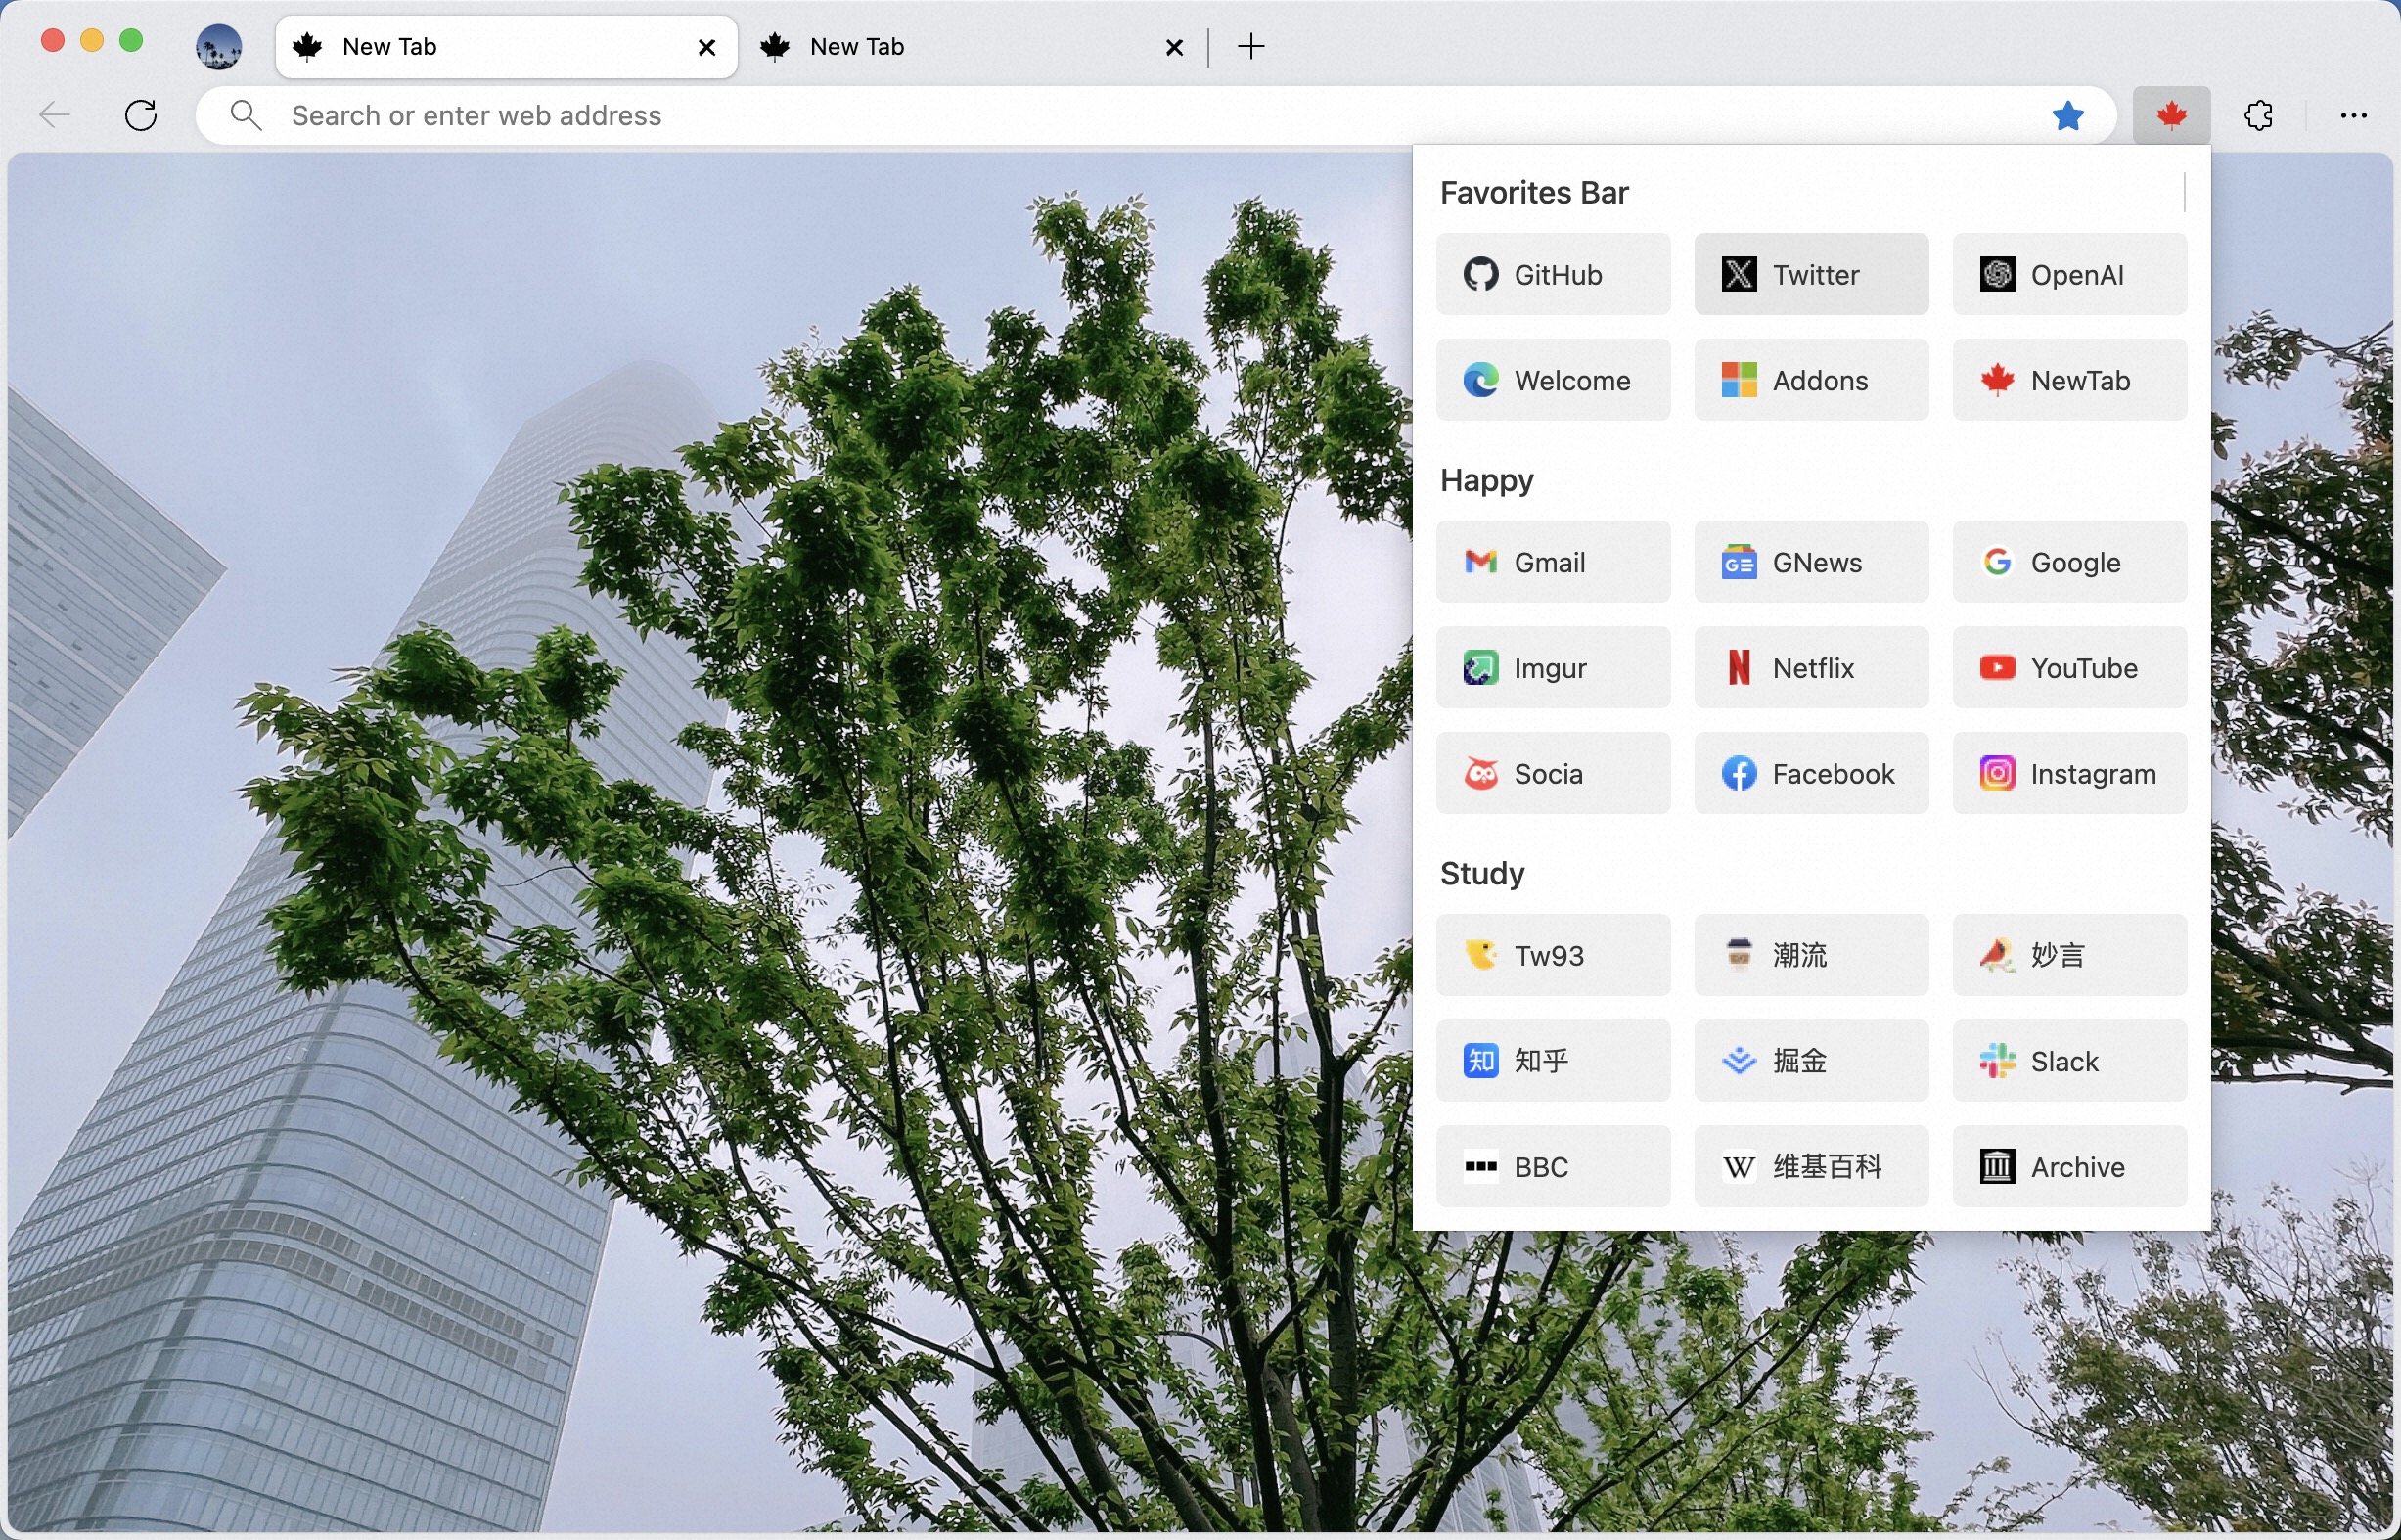 New Tab
New Tab
Search or enter web address
Favorites Bar
GitHub
Twitter
OpenAI
Welcome
Addons
NewTab
Happy
Gmail
GNews
Google
Imgur
Netflix
YouTube
Socia
Facebook
Instagram
Study
Tw93
潮流
妙言
知 知乎
掘金
Slack
BBC
W 维基百科
Archive